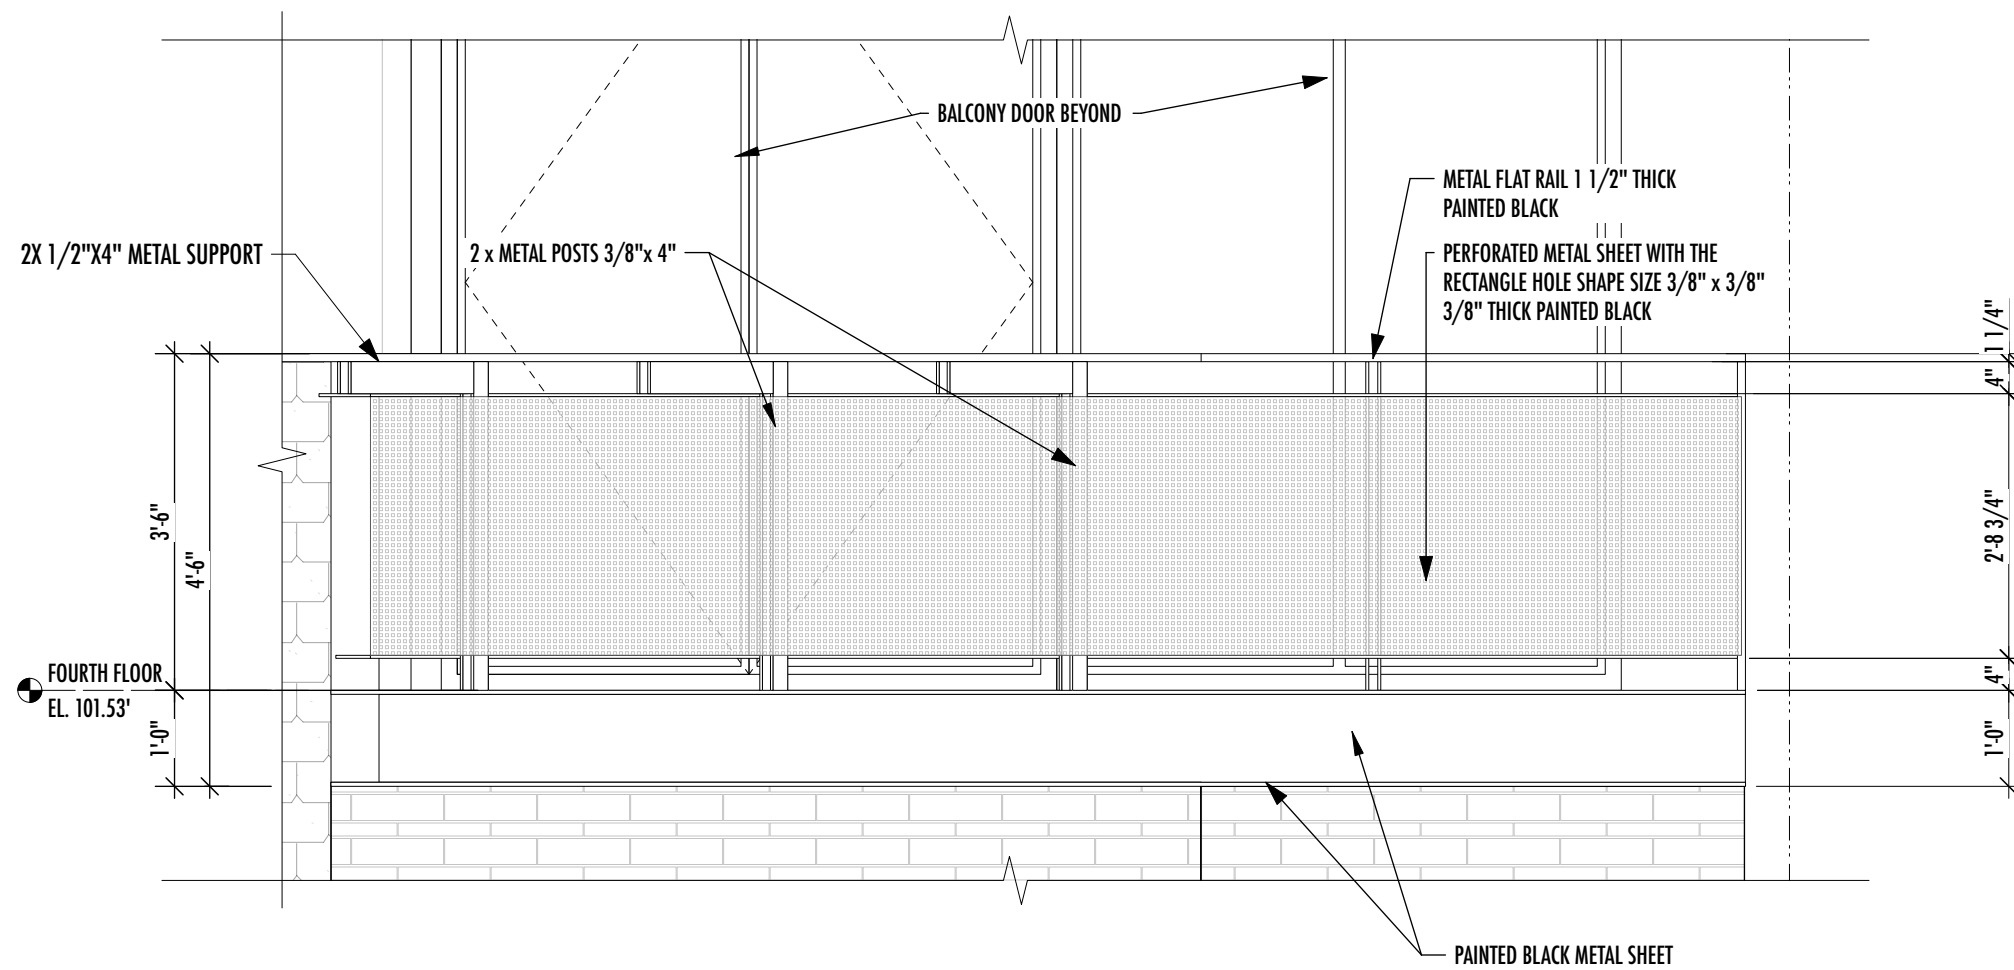 BALCONY DOOR BEYOND
METAL FLAT RAIL 1 1/2" THICK
PAINTED BLACK
2X 1/2"X4" METAL SUPPORT
2 x METAL POSTS 3/8"x 4"
PERFORATED METAL SHEET WITH THE
RECTANGLE HOLE SHAPE SIZE 3/8" x 3/8"
3/8" THICK PAINTED BLACK
1 1/4"
4"
3'-6"
4'-6"
2'-8 3/4"
FOURTH FLOOR
EL. 101.53'
4"
1'-0"
1'-0"
PAINTED BLACK METAL SHEET